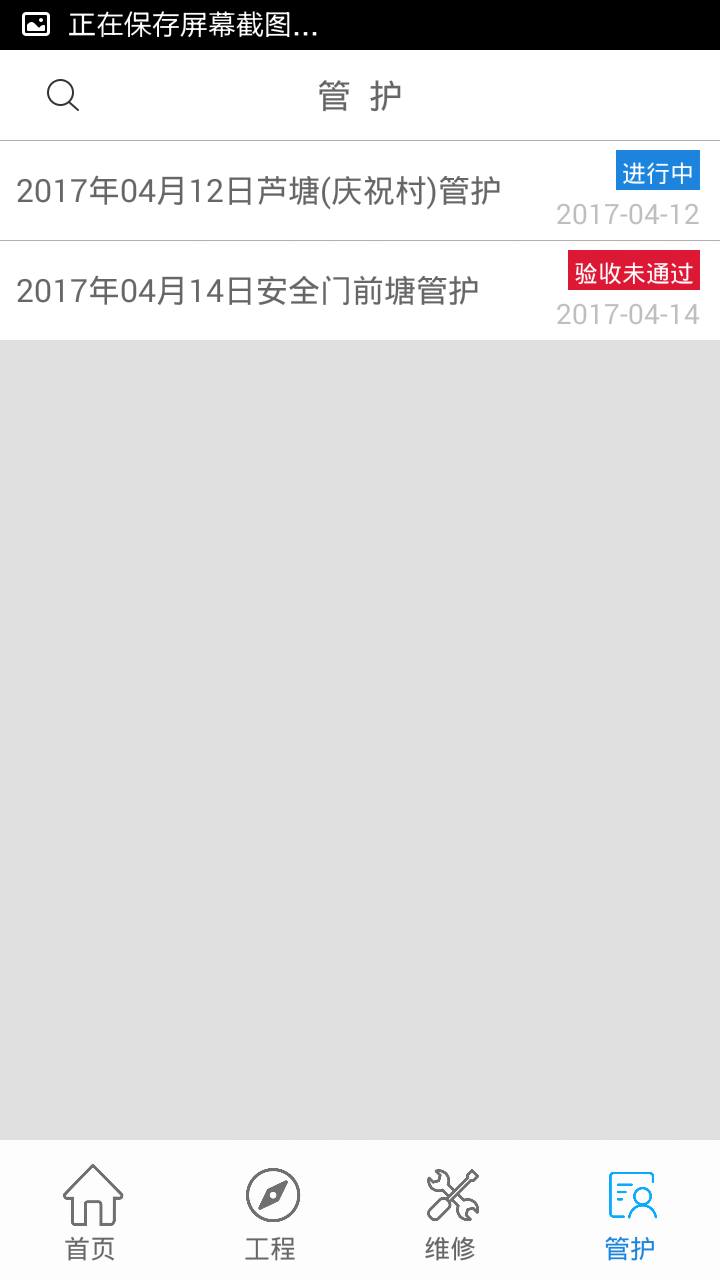 正在保存屏幕截图...
管 护
2017年04月12日芦塘(庆祝村)管护
进行中
2017-04-12
2017年04月14日安全门前塘管护
验收未通过
2017-04-14
首页
工程
维修
管护